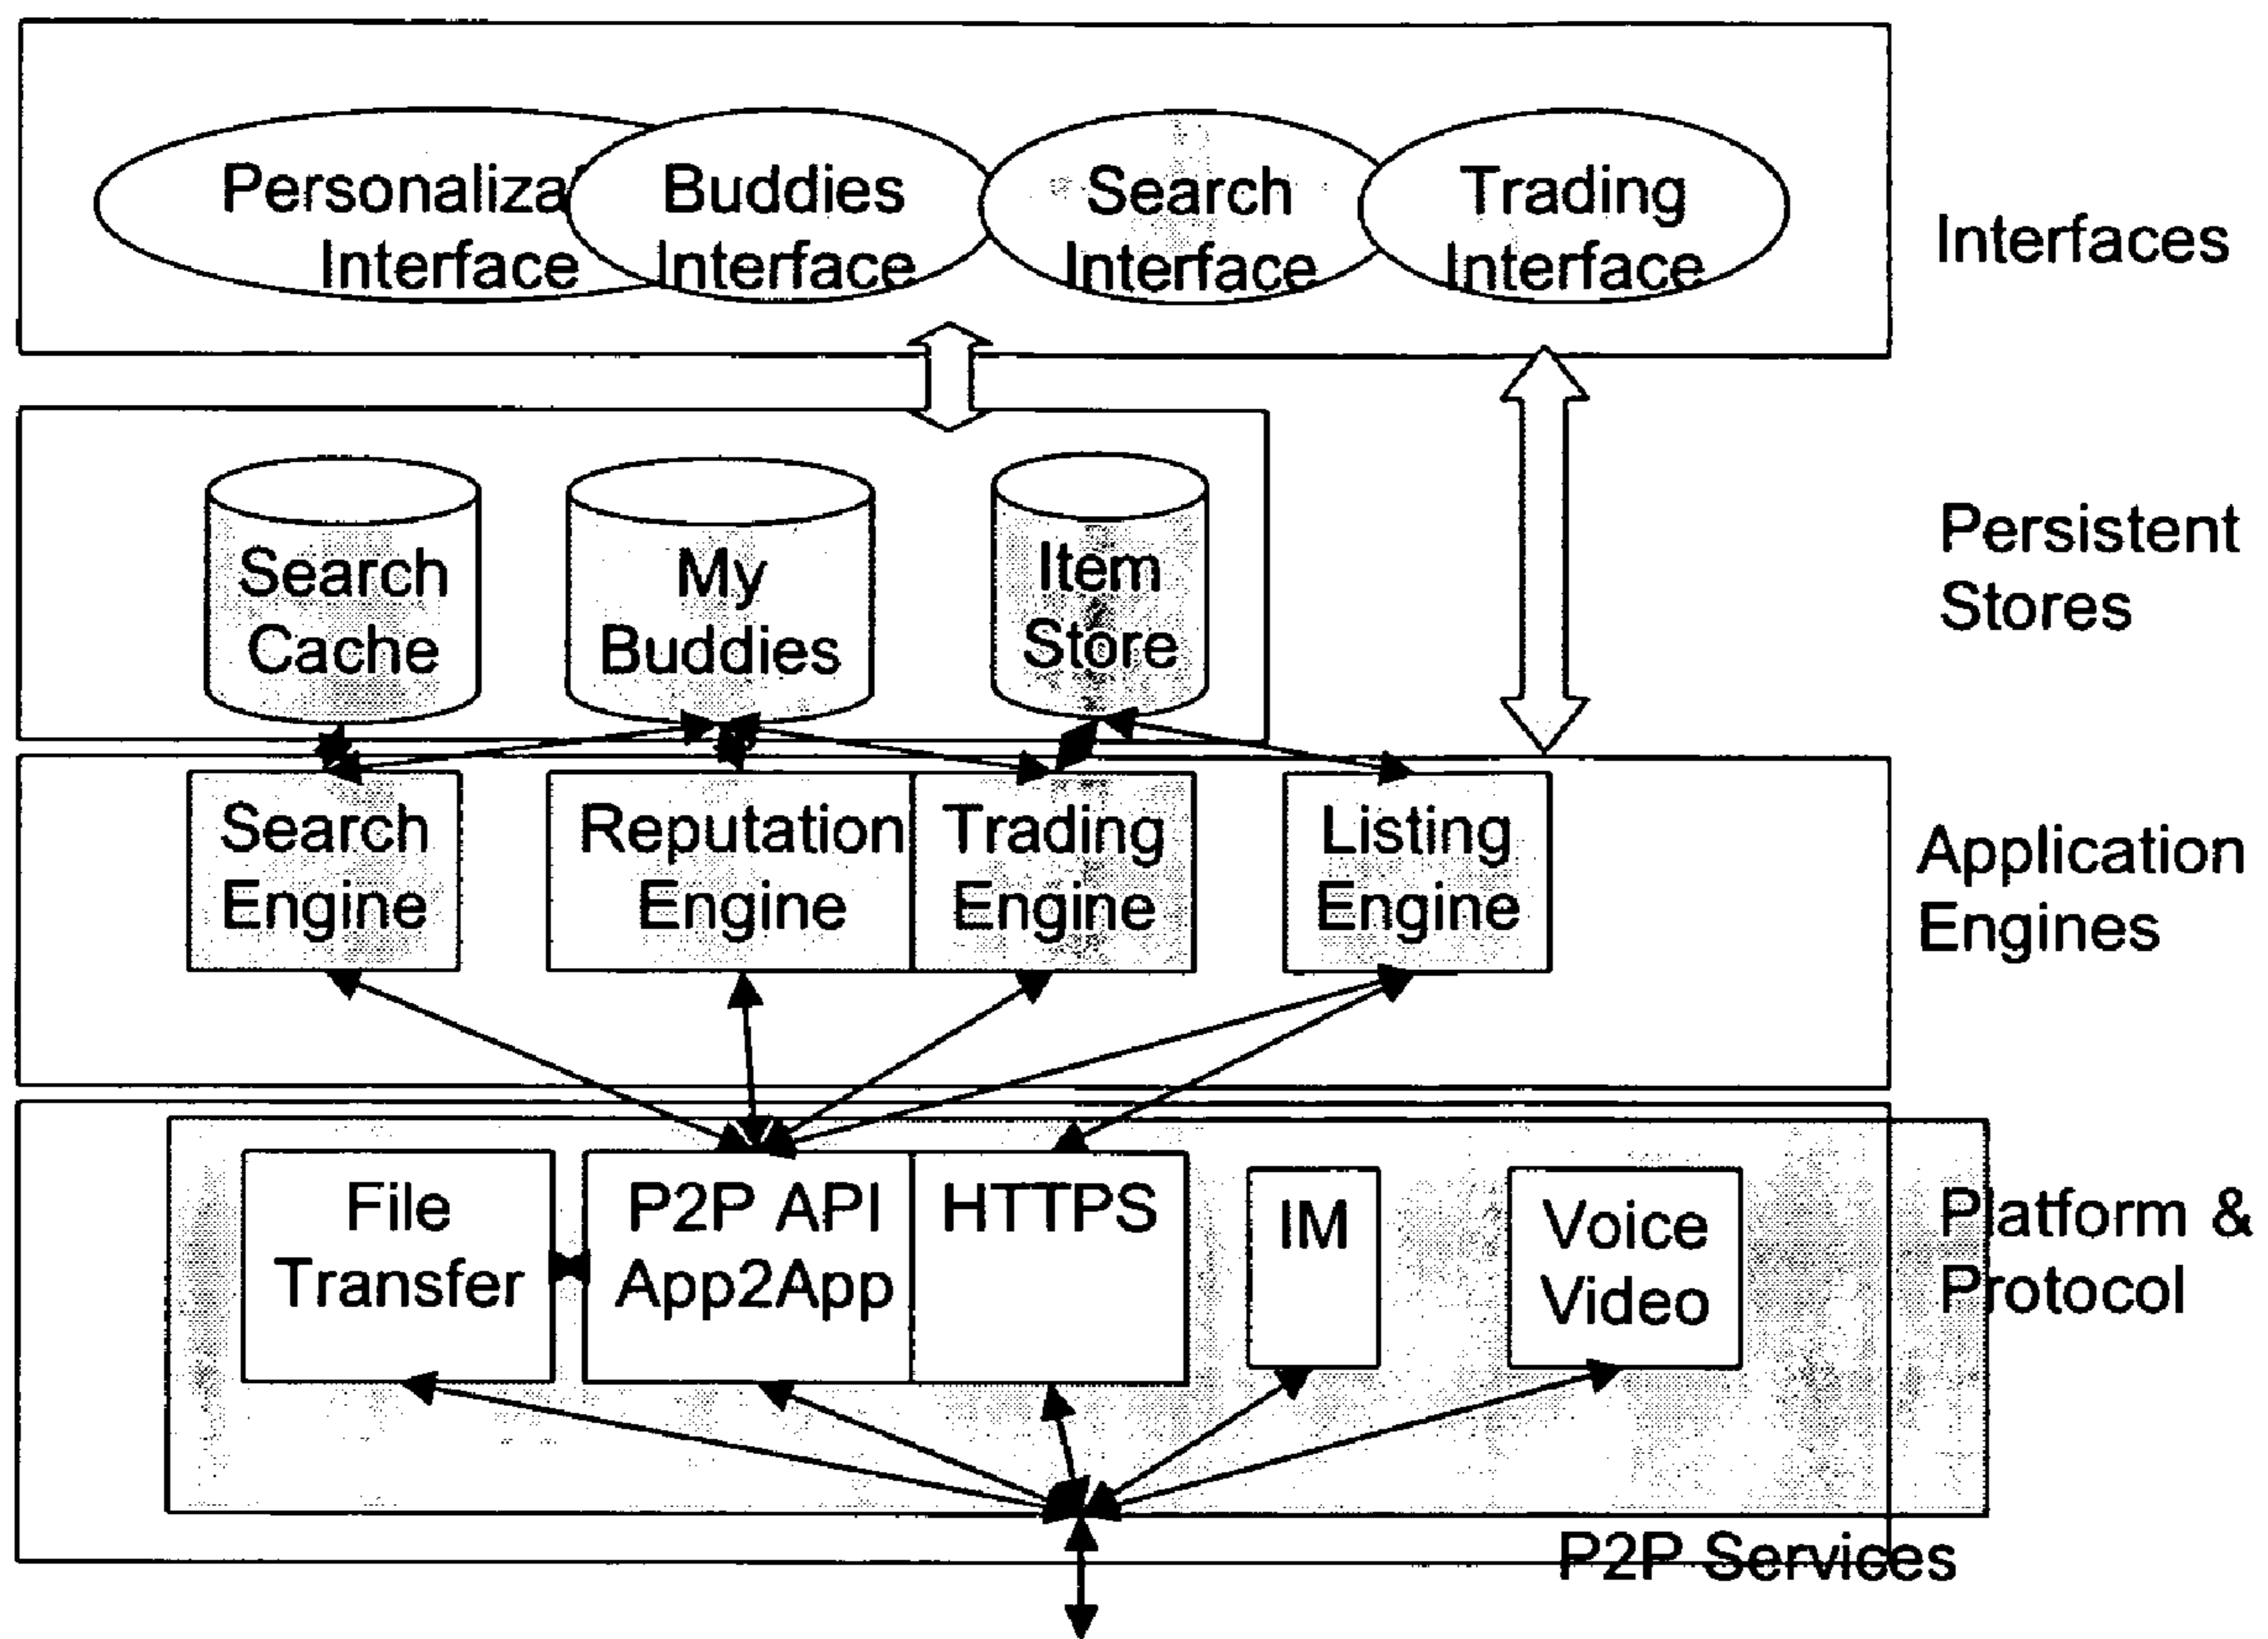 Personaliza
Interface
Buddies
Interface
Search
Interface
Trading
Interface
Interfaces
Search
Cache
My
Buddies
Item
Store
Persistent
Stores
Search
Engine
Reputation
Engine
Trading
Engine
Listing
Engine
Application
Engines
File
Transfer
P2P API
App2App
HTTPS
IM
Voice
Video
Platform &
Protocol
P2P Services